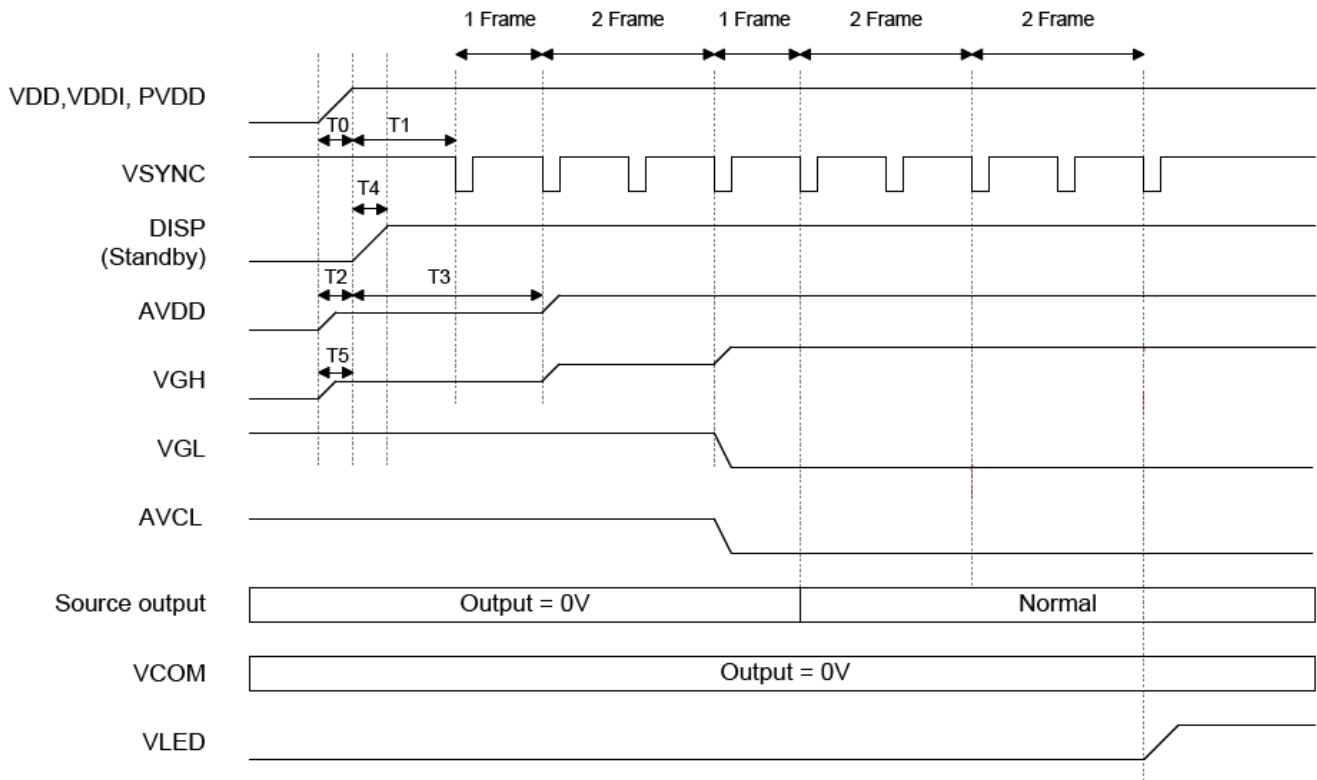 1 Frame 2 Frame 1 Frame 2 Frame 2 Frame
VDD,VDDI, PVDD
T0 T1
VSYNC
T4
DISP
(Standby)
T2 T3
AVDD
T5
VGH
VGL
AVCL
Source output Output = 0V Normal
VCOM Output = 0V
VLED